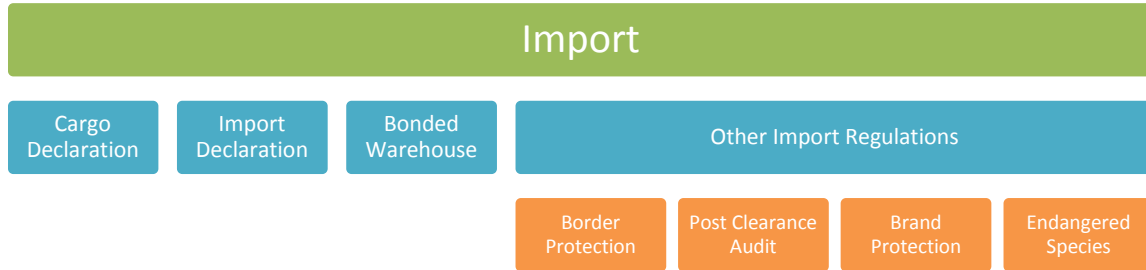 Import
Cargo
Declaration
Import
Declaration
Bonded
Warehouse
Other Import Regulations
Border
Protection
Post Clearance
Audit
Brand
Protection
Endangered
Species